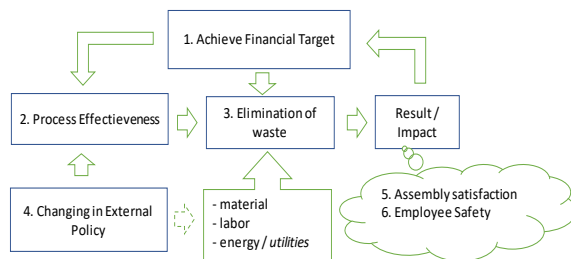 1. Achieve Financial Target
2. Process Effectieveness
3. Elimination of
waste
Result /
Impact
4. Changing in External
Policy
- material
- labor
- energy / utilities
5. Assembly satisfaction
6. Employee Safety